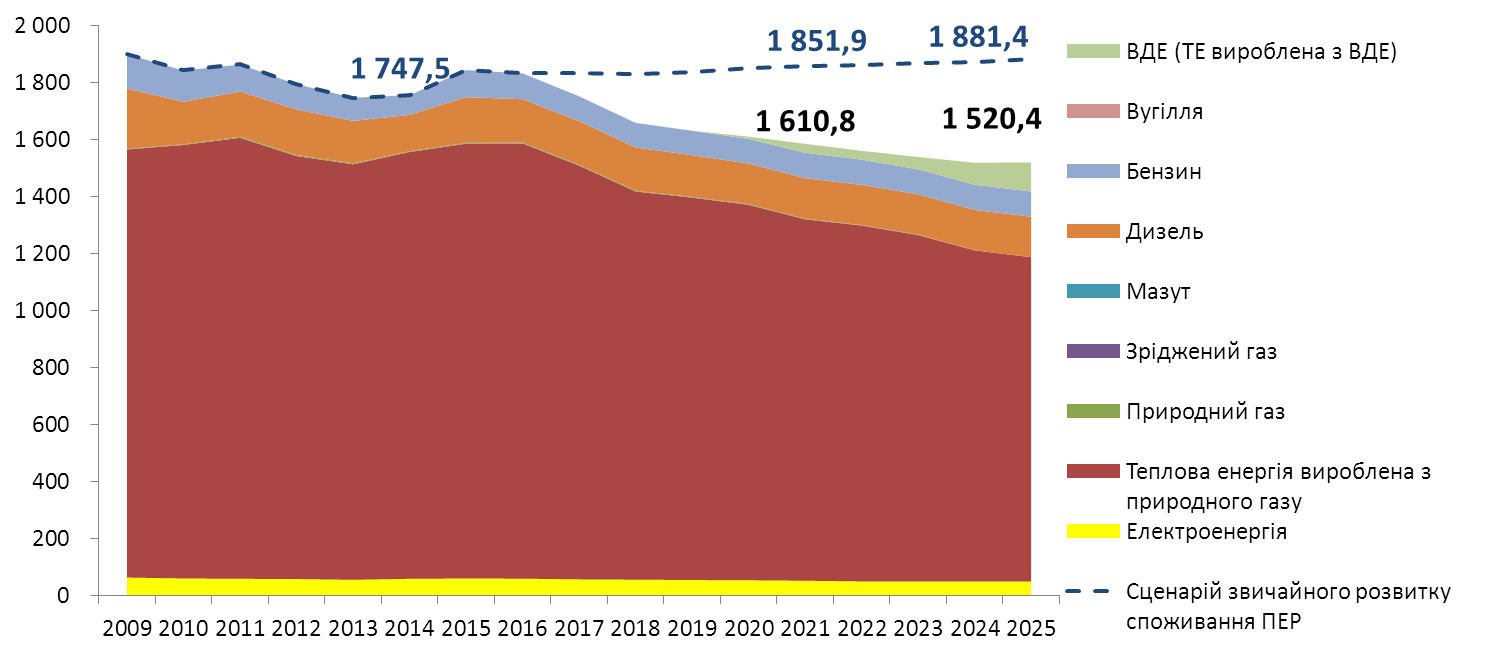 2 000
1 800
1 600
1 400
1 200
1 000
800
600
400
200
0
1 747,5
1 851,9
1 881,4
1 610,8
1 520,4
2009 2010 2011 2012 2013 2014 2015 2016 2017 2018 2019 2020 2021 2022 2023 2024 2025
ВДЕ (ТЕ вироблена з ВДЕ)
Вугілля
Бензин
Дизель
Мазут
Зріджений газ
Природний газ
Теплова енергія вироблена з
природного газу
Електроенергія
Сценарій звичайного розвитку
споживання ПЕР